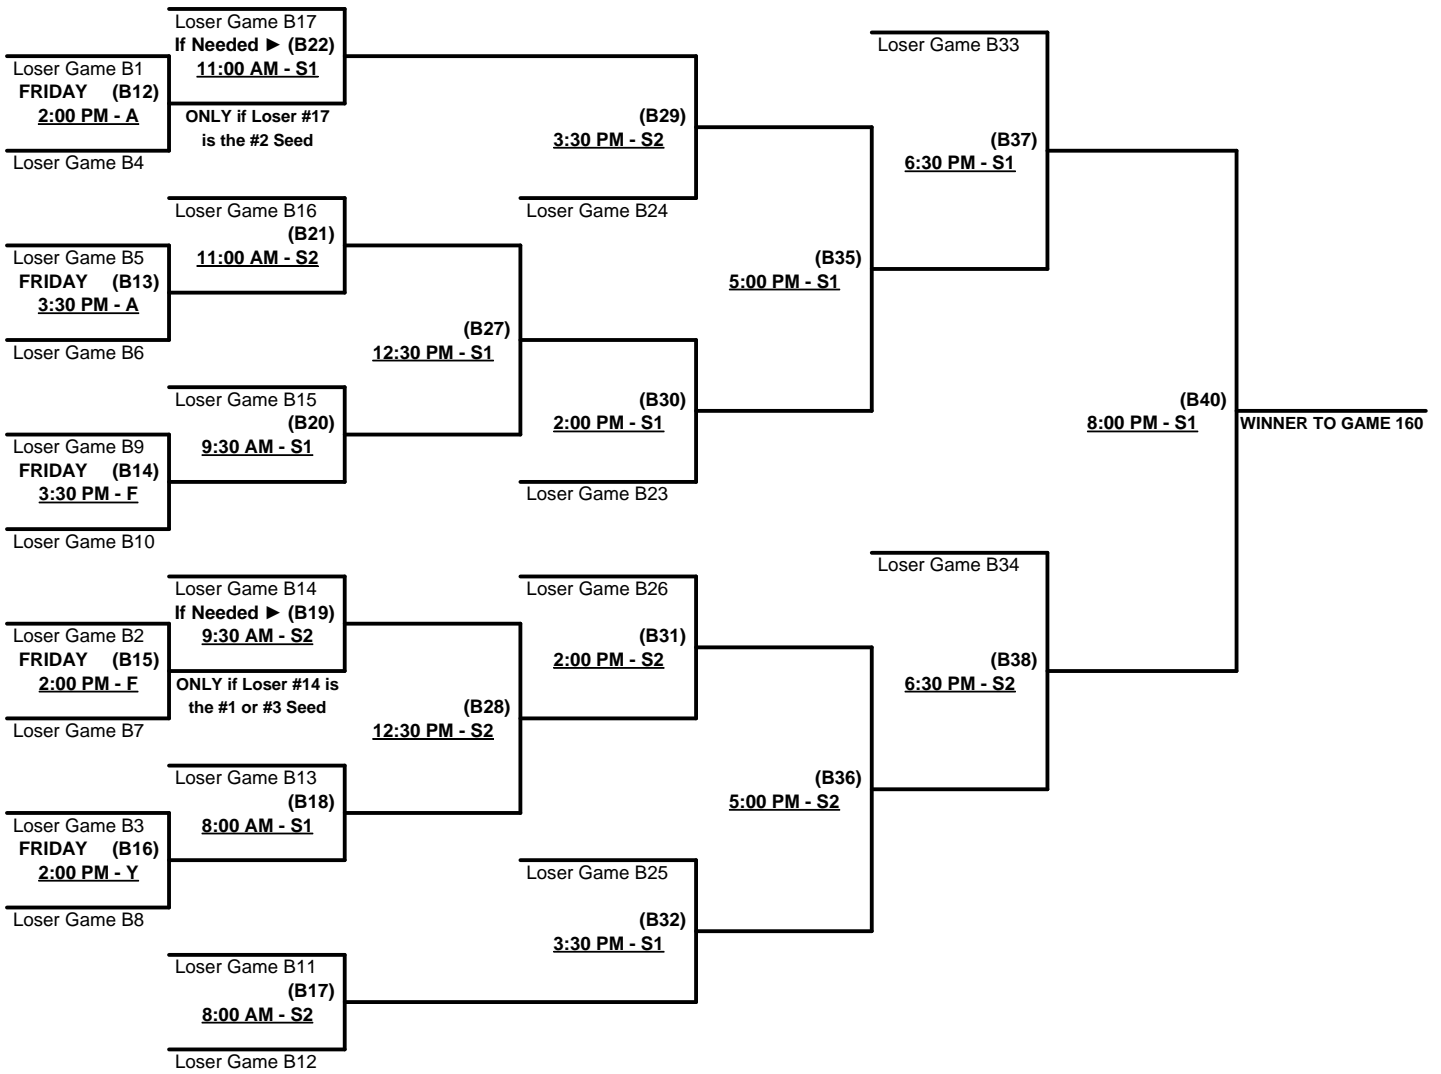 Loser Game B17
If Needed ► (B22)
11:00 AM - S1
ONLY if Loser #17
is the #2 Seed
Loser Game B1
FRIDAY (B12)
2:00 PM - A
Loser Game B4
Loser Game B16
(B21)
11:00 AM - S2
Loser Game B5
FRIDAY (B13)
3:30 PM - A
Loser Game B6
Loser Game B15
(B20)
9:30 AM - S1
Loser Game B9
FRIDAY (B14)
3:30 PM - F
Loser Game B10
Loser Game B14
If Needed ► (B19)
9:30 AM - S2
ONLY if Loser #14 is
the #1 or #3 Seed
Loser Game B2
FRIDAY (B15)
2:00 PM - F
Loser Game B7
Loser Game B13
(B18)
8:00 AM - S1
Loser Game B3
FRIDAY (B16)
2:00 PM - Y
Loser Game B8
Loser Game B11
(B17)
8:00 AM - S2
Loser Game B12
(B27)
12:30 PM - S1
(B28)
12:30 PM - S2
(B29)
3:30 PM - S2
Loser Game B24
(B30)
2:00 PM - S1
Loser Game B23
Loser Game B26
(B31)
2:00 PM - S2
Loser Game B25
(B32)
3:30 PM - S1
(B35)
5:00 PM - S1
(B36)
5:00 PM - S2
Loser Game B33
(B37)
6:30 PM - S1
Loser Game B34
(B38)
6:30 PM - S2
(B40)
8:00 PM - S1
WINNER TO GAME 160